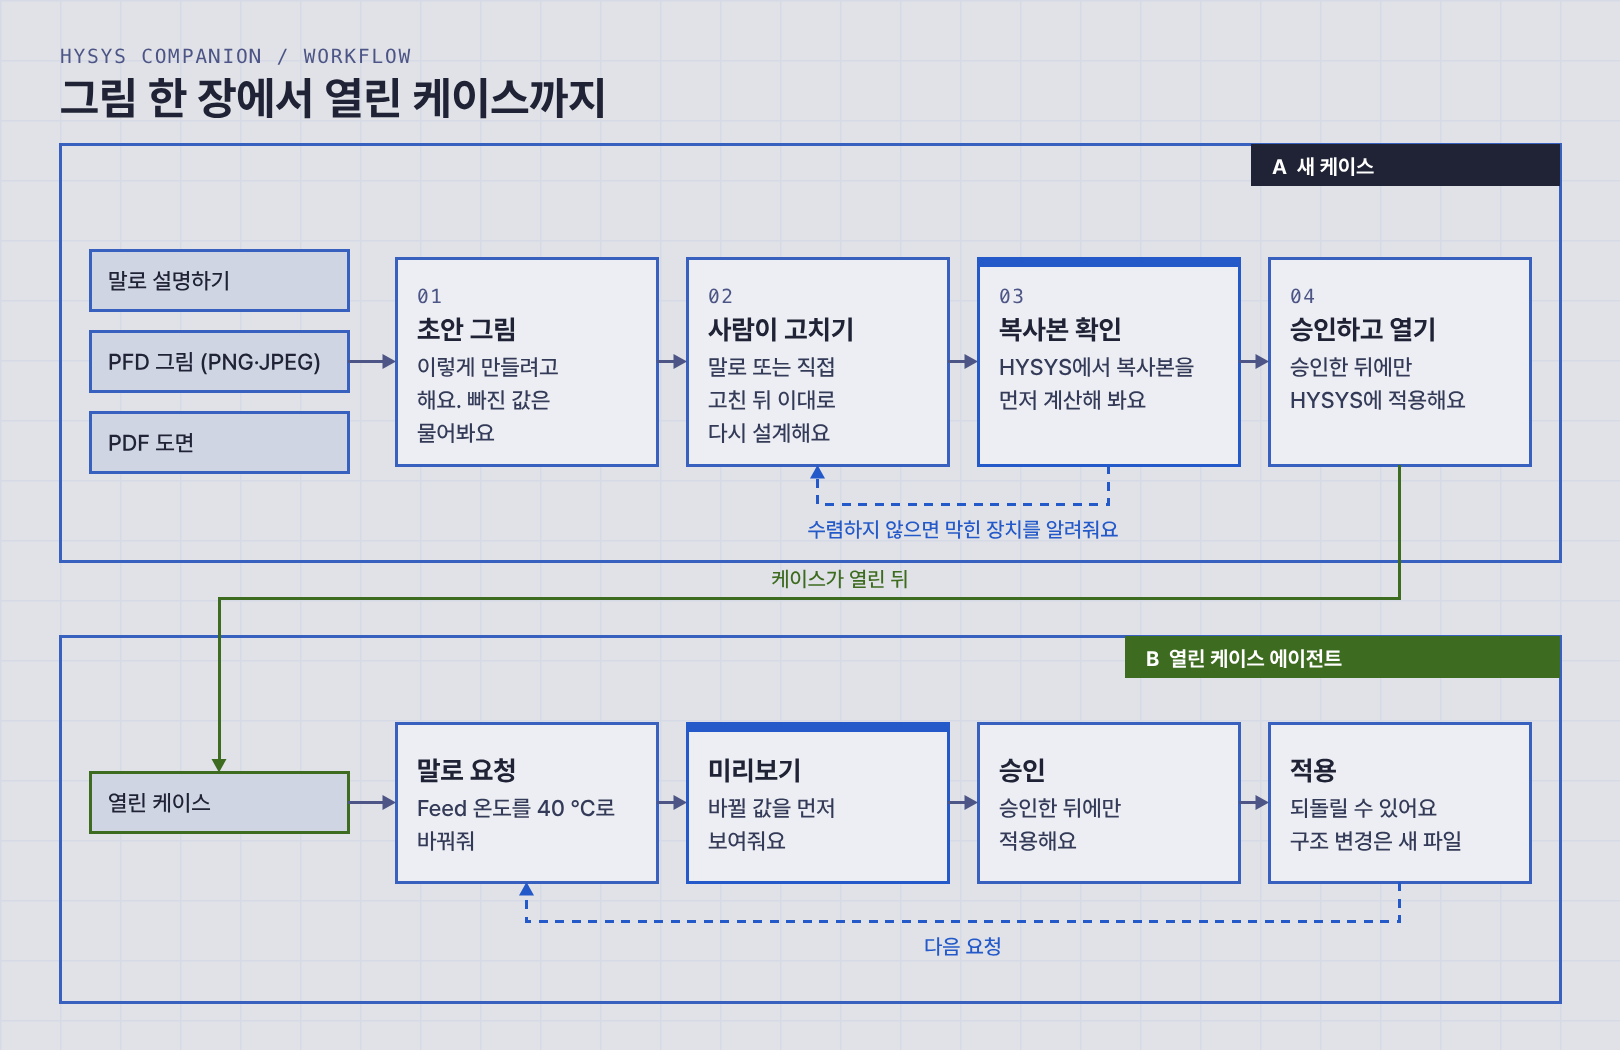 HYSYS COMPANION / WORKFLOW
그림 한 장에서 열린 케이스까지
A 새 케이스
말로 설명하기
PFD 그림 (PNG·JPEG)
PDF 도면
01
초안 그림
이렇게 만들려고
해요. 빠진 값은
물어봐요
02
사람이 고치기
말로 또는 직접
고친 뒤 이대로
다시 설계해요
03
복사본 확인
HYSYS에서 복사본을
먼저 계산해 봐요
04
승인하고 열기
승인한 뒤에만
HYSYS에 적용해요
수렴하지 않으면 막힌 장치를 알려줘요
케이스가 열린 뒤
B 열린 케이스 에이전트
열린 케이스
말로 요청
Feed 온도를 40 °C로
바꿔줘
미리보기
바뀔 값을 먼저
보여줘요
승인
승인한 뒤에만
적용해요
적용
되돌릴 수 있어요
구조 변경은 새 파일
다음 요청